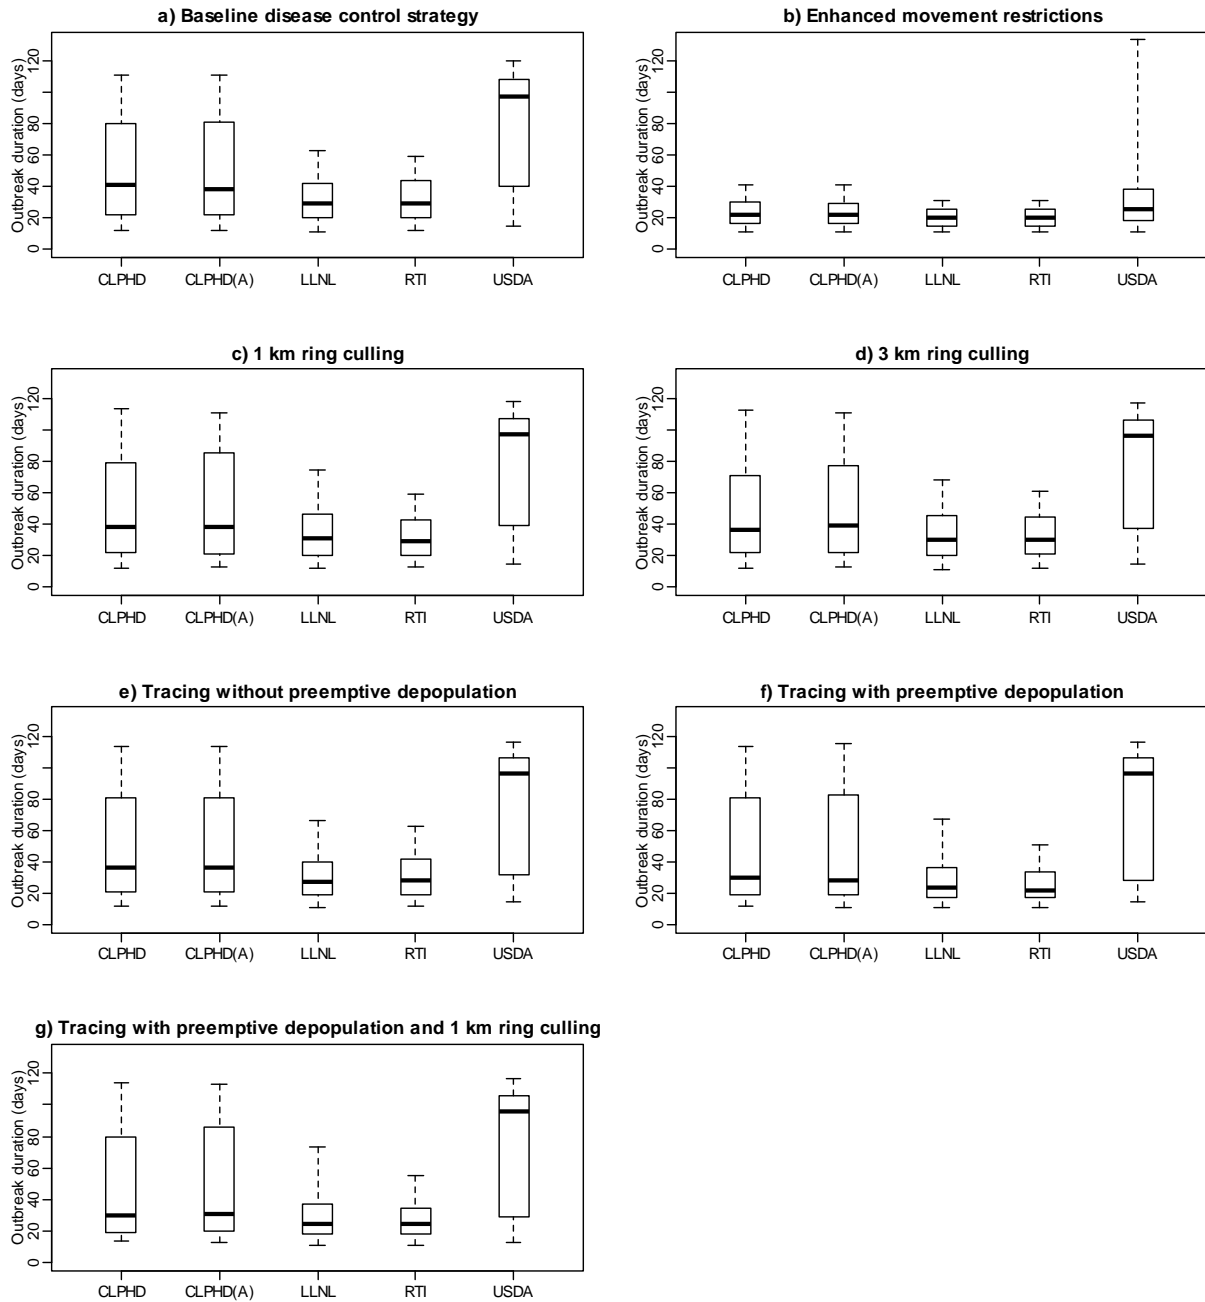 a) Baseline disease control strategy
Outbreak duration (days)
0 20 40 60 80 120
CLPHD CLPHD(A) LLNL RTI USDA
b) Enhanced movement restrictions
Outbreak duration (days)
0 20 40 60 80 120
CLPHD CLPHD(A) LLNL RTI USDA
c) 1 km ring culling
Outbreak duration (days)
0 20 40 60 80 120
CLPHD CLPHD(A) LLNL RTI USDA
d) 3 km ring culling
Outbreak duration (days)
0 20 40 60 80 120
CLPHD CLPHD(A) LLNL RTI USDA
e) Tracing without preemptive depopulation
Outbreak duration (days)
0 20 40 60 80 120
CLPHD CLPHD(A) LLNL RTI USDA
f) Tracing with preemptive depopulation
Outbreak duration (days)
0 20 40 60 80 120
CLPHD CLPHD(A) LLNL RTI USDA
g) Tracing with preemptive depopulation and 1 km ring culling
Outbreak duration (days)
0 20 40 60 80 120
CLPHD CLPHD(A) LLNL RTI USDA